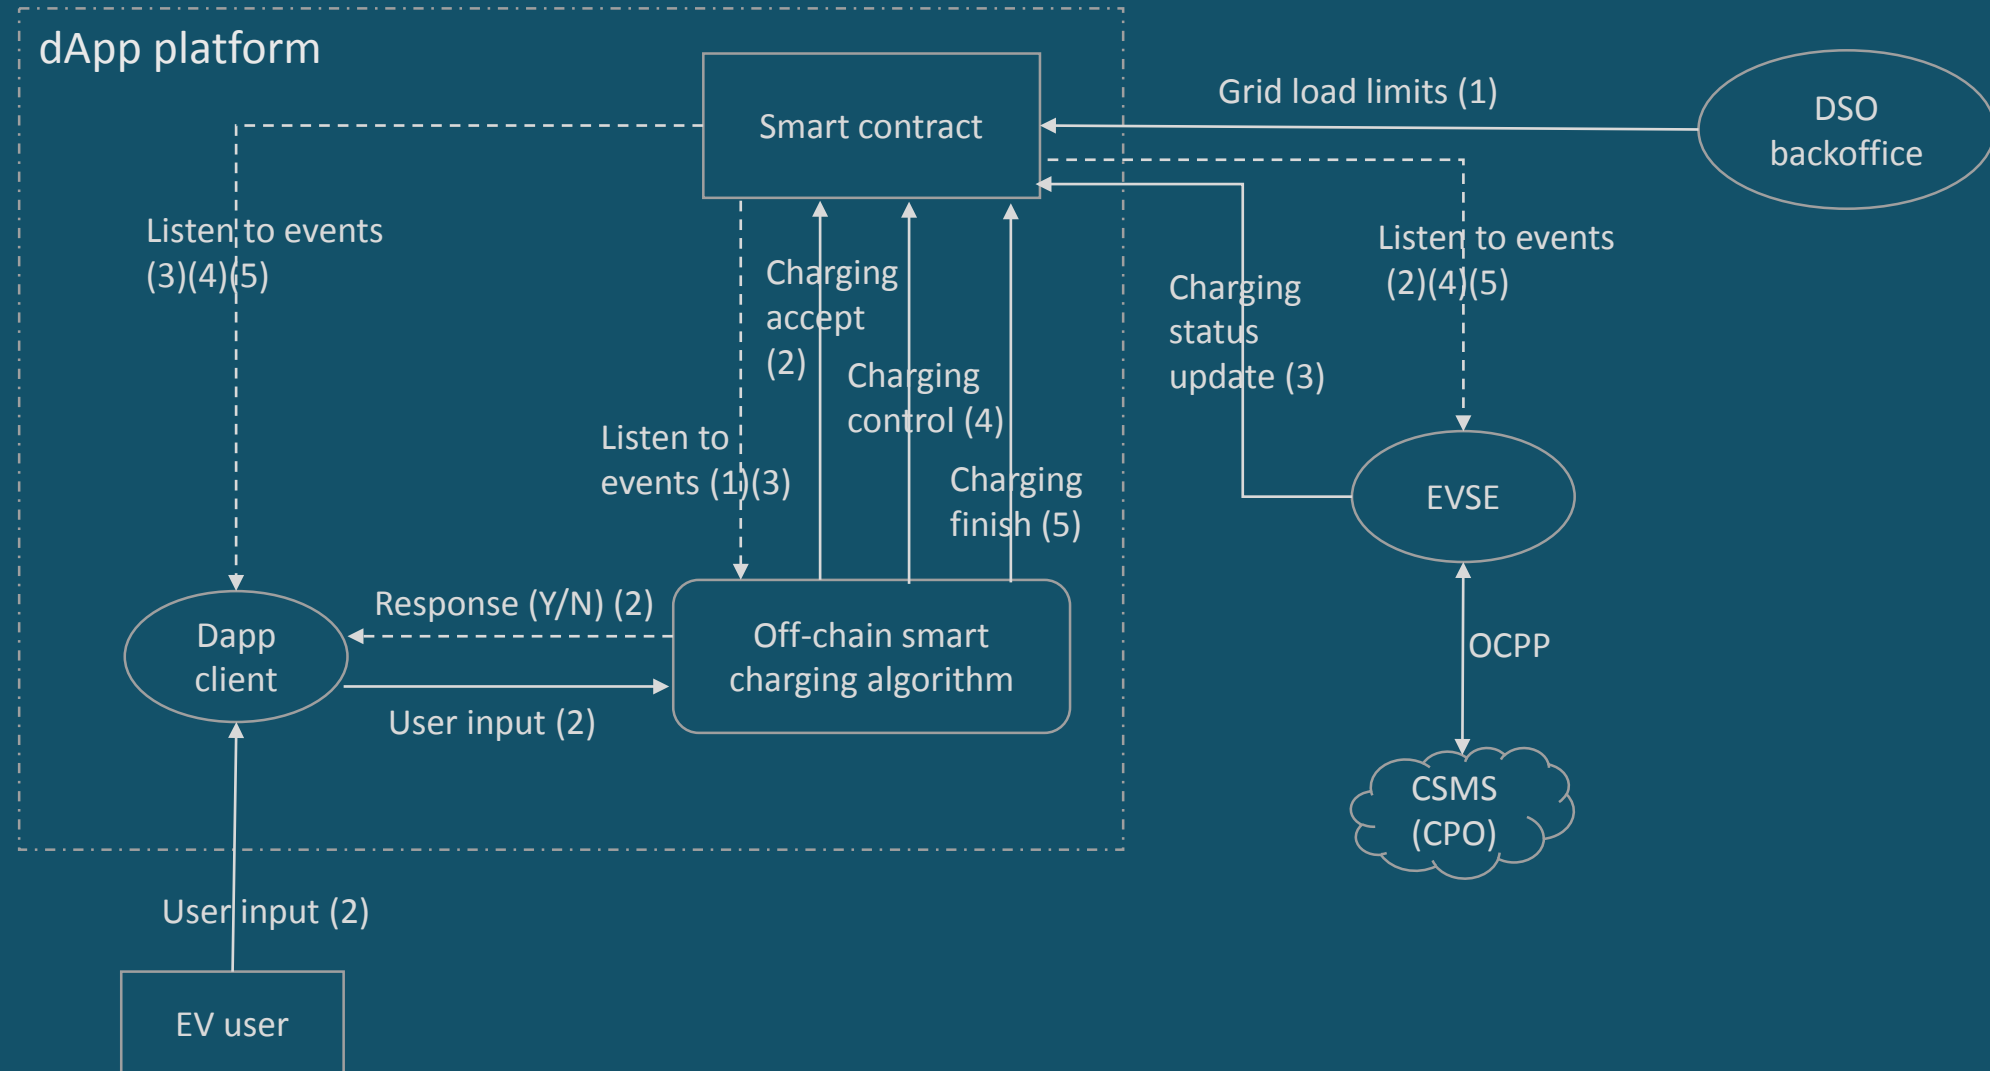 dApp platform
Smart contract
Grid load limits (1)
DSO
backoffice
Listen to events
(3)(4)(5)
Charging
accept
(2)
Charging
control (4)
Listen to
events (1)(3)
Charging
finish (5)
Charging
status
update (3)
Listen to events
(2)(4)(5)
EVSE
Response (Y/N) (2)
Dapp
client
Off-chain smart
charging algorithm
User input (2)
OCPP
CSMS
(CPO)
User input (2)
EV user